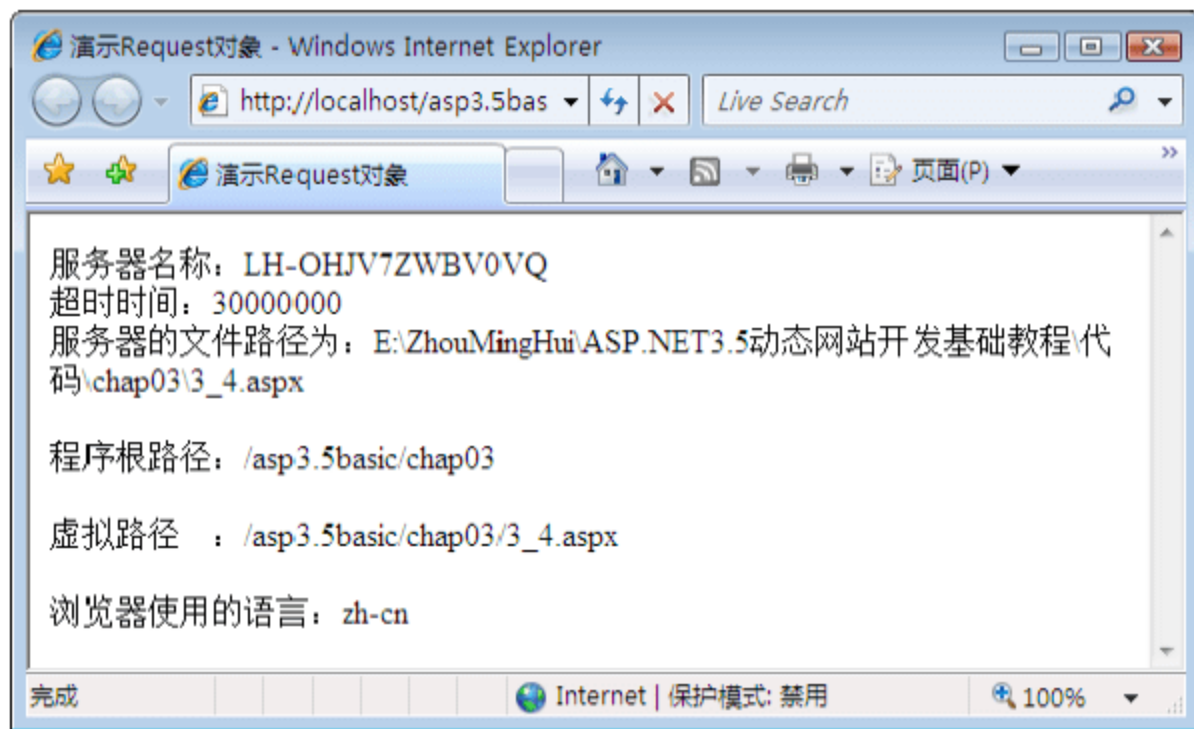 演示Request对象 - Windows Internet Explorer
http://localhost/asp3.5bas
Live Search
演示Request对象
页面(P)
服务器名称：LH-OHJV7ZWBV0VQ
超时时间：30000000
服务器的文件路径为：E:\ZhouMingHui\ASP.NET3.5动态网站开发基础教程\代
码\chap03\3_4.aspx
程序根路径：/asp3.5basic/chap03
虚拟路径 ：/asp3.5basic/chap03/3_4.aspx
浏览器使用的语言：zh-cn
完成
Internet | 保护模式: 禁用
100%